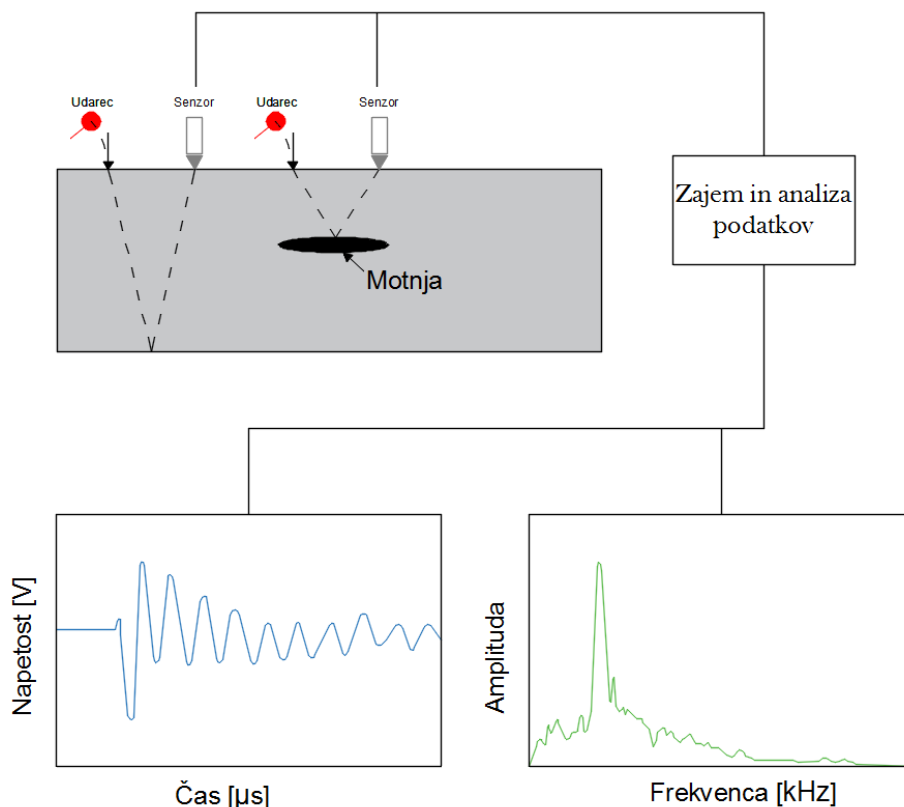 Udarec
Senzor
Udarec
Senzor
Zajem in analiza
podatkov
Motnja
Napetost [V]
Čas [µs]
Amplituda
Frekvenca [kHz]